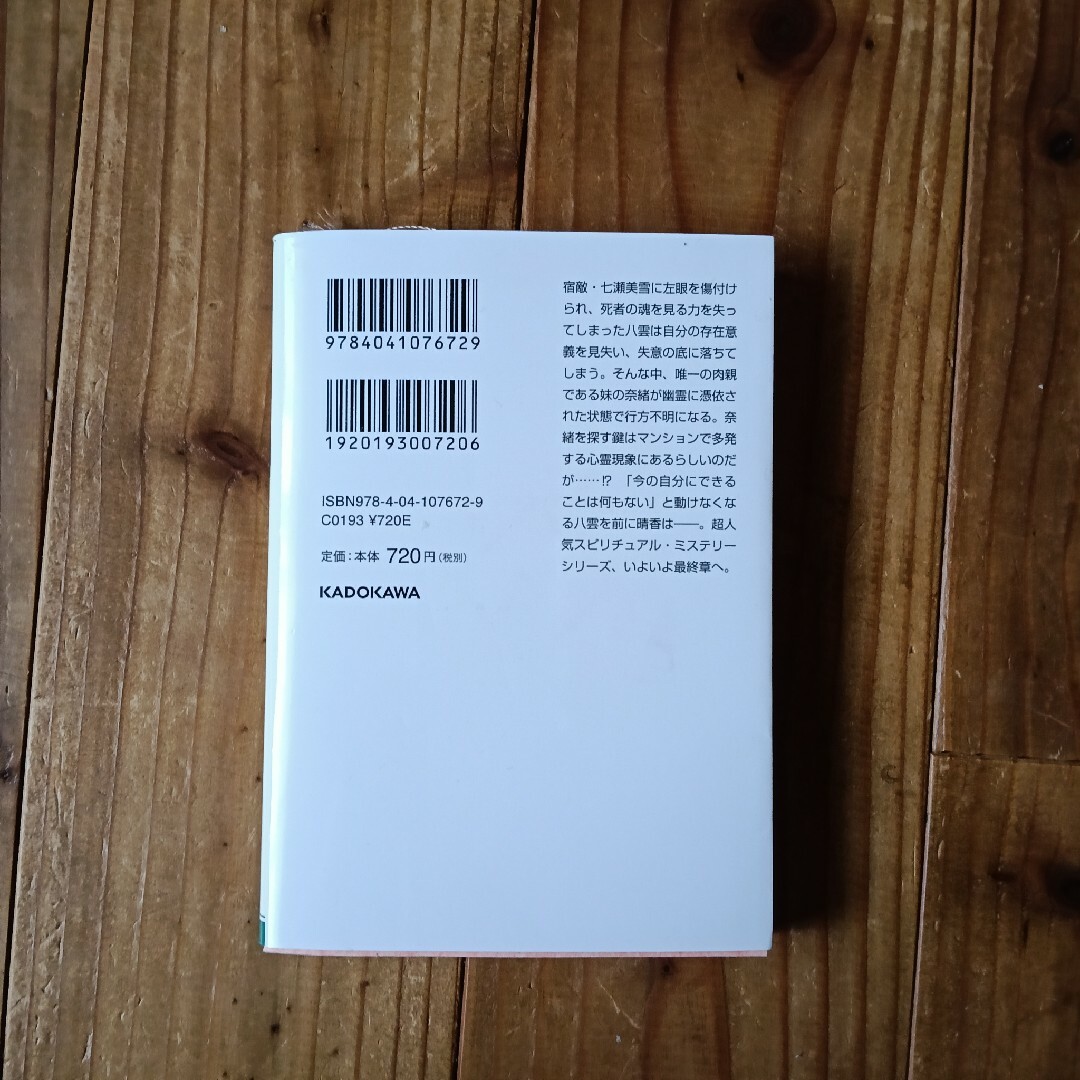 9784041076729
1920193007206
ISBN978-4-04-107672-9
C0193 ¥720E
定価：本体 720円(税別)
KADOKAWA
宿敵・七瀬美雪に左眼を傷付け
られ、死者の魂を見る力を失っ
てしまった八雲は自分の存在意
義を見失い、失意の底に落ちて
しまう。そんな中、唯一の肉親
である妹の奈緒が幽霊に憑依さ
れた状態で行方不明になる。奈
緒を探す鍵はマンションで多発
する心霊現象にあるらしいのだ
が……!? 「今の自分にできる
ことは何もない」と動けなくな
る八雲を前に晴香は――。超人
気スピリチュアル・ミステリー
シリーズ、いよいよ最終章へ。